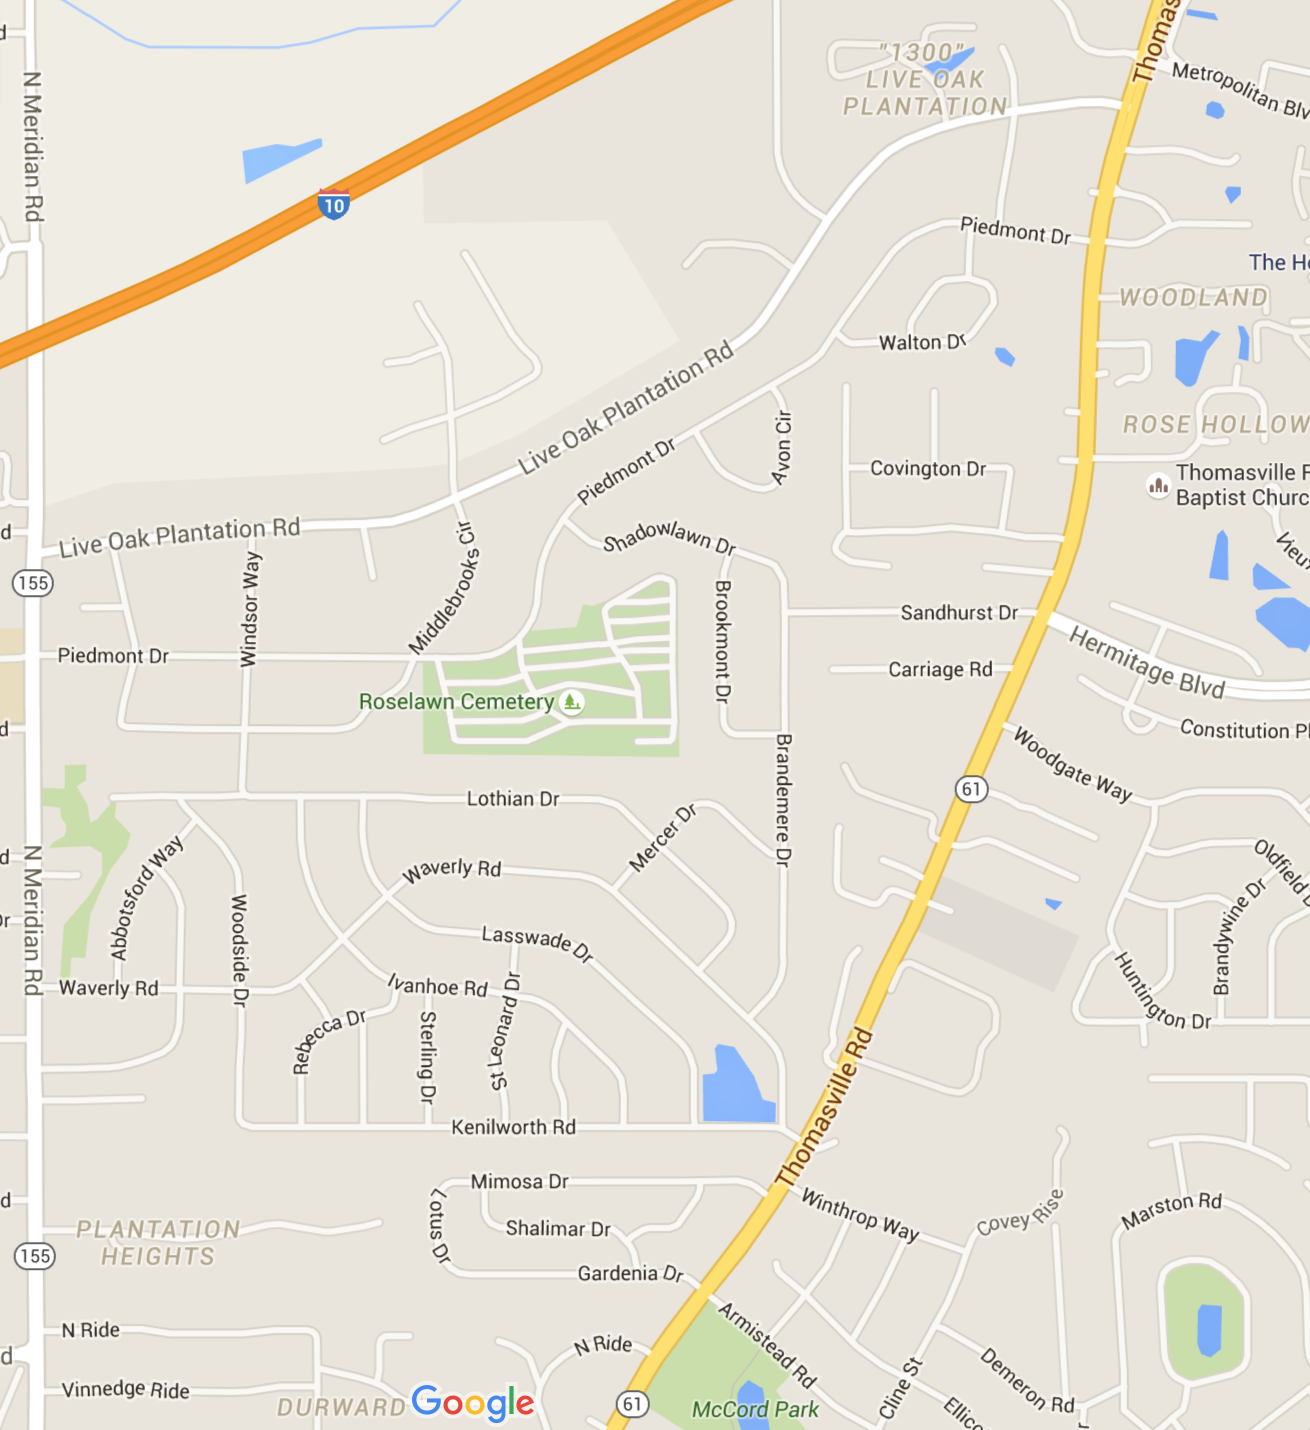 Thomas
"1300"
LIVE OAK
PLANTATION
Metropolitan Blv
N Meridian Rd
10
Piedmont Dr
The Ho
WOODLAND
Walton Dr
Live Oak Plantation Rd
Avon Cir
ROSE HOLLOW
Piedmont Dr
Covington Dr
Thomasville F
Baptist Churc
Live Oak Plantation Rd
Shadowlawn Dr
Middlebrooks Cir
Windsor Way
155
Brookmont Dr
Sandhurst Dr
Hermitage Blvd
Piedmont Dr
Carriage Rd
Roselawn Cemetery
Constitution Pl
Woodgate Way
Brandemere Dr
61
Lothian Dr
Mercer Dr
Waverly Rd
Abbotsford Way
N Meridian Rd
Oldfield D
Brandywine Dr
Woodside Dr
Lasswade Dr
Huntington Dr
Waverly Rd
Ivanhoe Rd
Rebecca Dr
Sterling Dr
St Leonard Dr
Thomasville Rd
Kenilworth Rd
Mimosa Dr
Lotus Dr
Shalimar Dr
Winthrop Way
Covey Rise
Marston Rd
PLANTATION
HEIGHTS
155
Gardenia Dr
N Ride
N Ride
Armistead Rd
Cline St
Demeron Rd
Vinnedge Ride
DURWARD
Google
61
McCord Park
Ellico